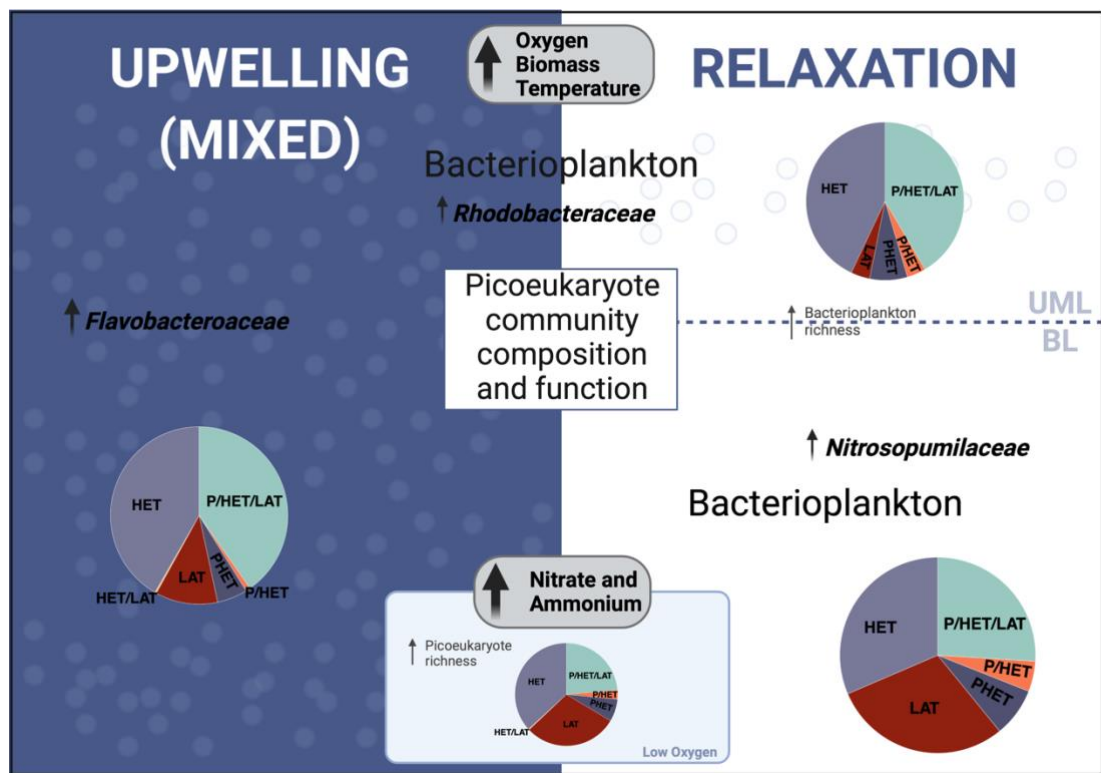 UPWELLING
(MIXED)
Oxygen
Biomass
Temperature
RELAXATION
Bacterioplankton
Rhodobacteraceae
HET
P/HET/LAT
LAT
PHET
P/HET
Flavobacteroaceae
Picoeukaryote
community
composition
and function
Bacterioplankton
richness
UML
BL
Nitrosopumilaceae
Bacterioplankton
HET
P/HET/LAT
LAT
PHET
P/HET
HET/LAT
Nitrate and
Ammonium
Picoeukaryote
richness
HET
P/HET/LAT
P/HET
PHET
LAT
HET/LAT
Low Oxygen
HET
P/HET/LAT
P/HET
PHET
LAT